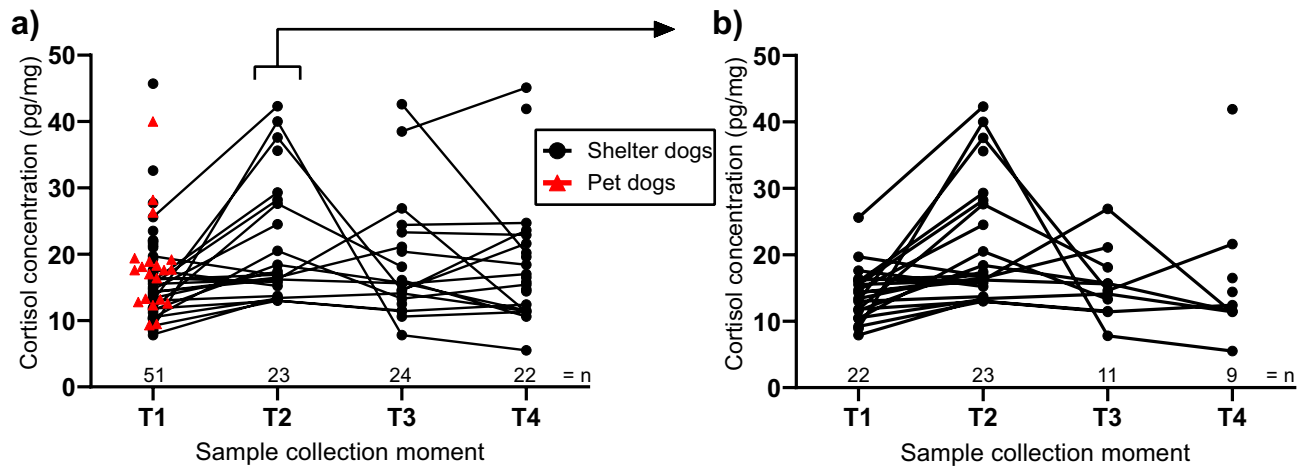 a)
Cortisol concentration (pg/mg)
50
40
30
20
10
0
51 23 24 22 = n
T1 T2 T3 T4
Sample collection moment
Shelter dogs
Pet dogs
b)
Cortisol concentration (pg/mg)
50
40
30
20
10
0
22 23 11 9 = n
T1 T2 T3 T4
Sample collection moment